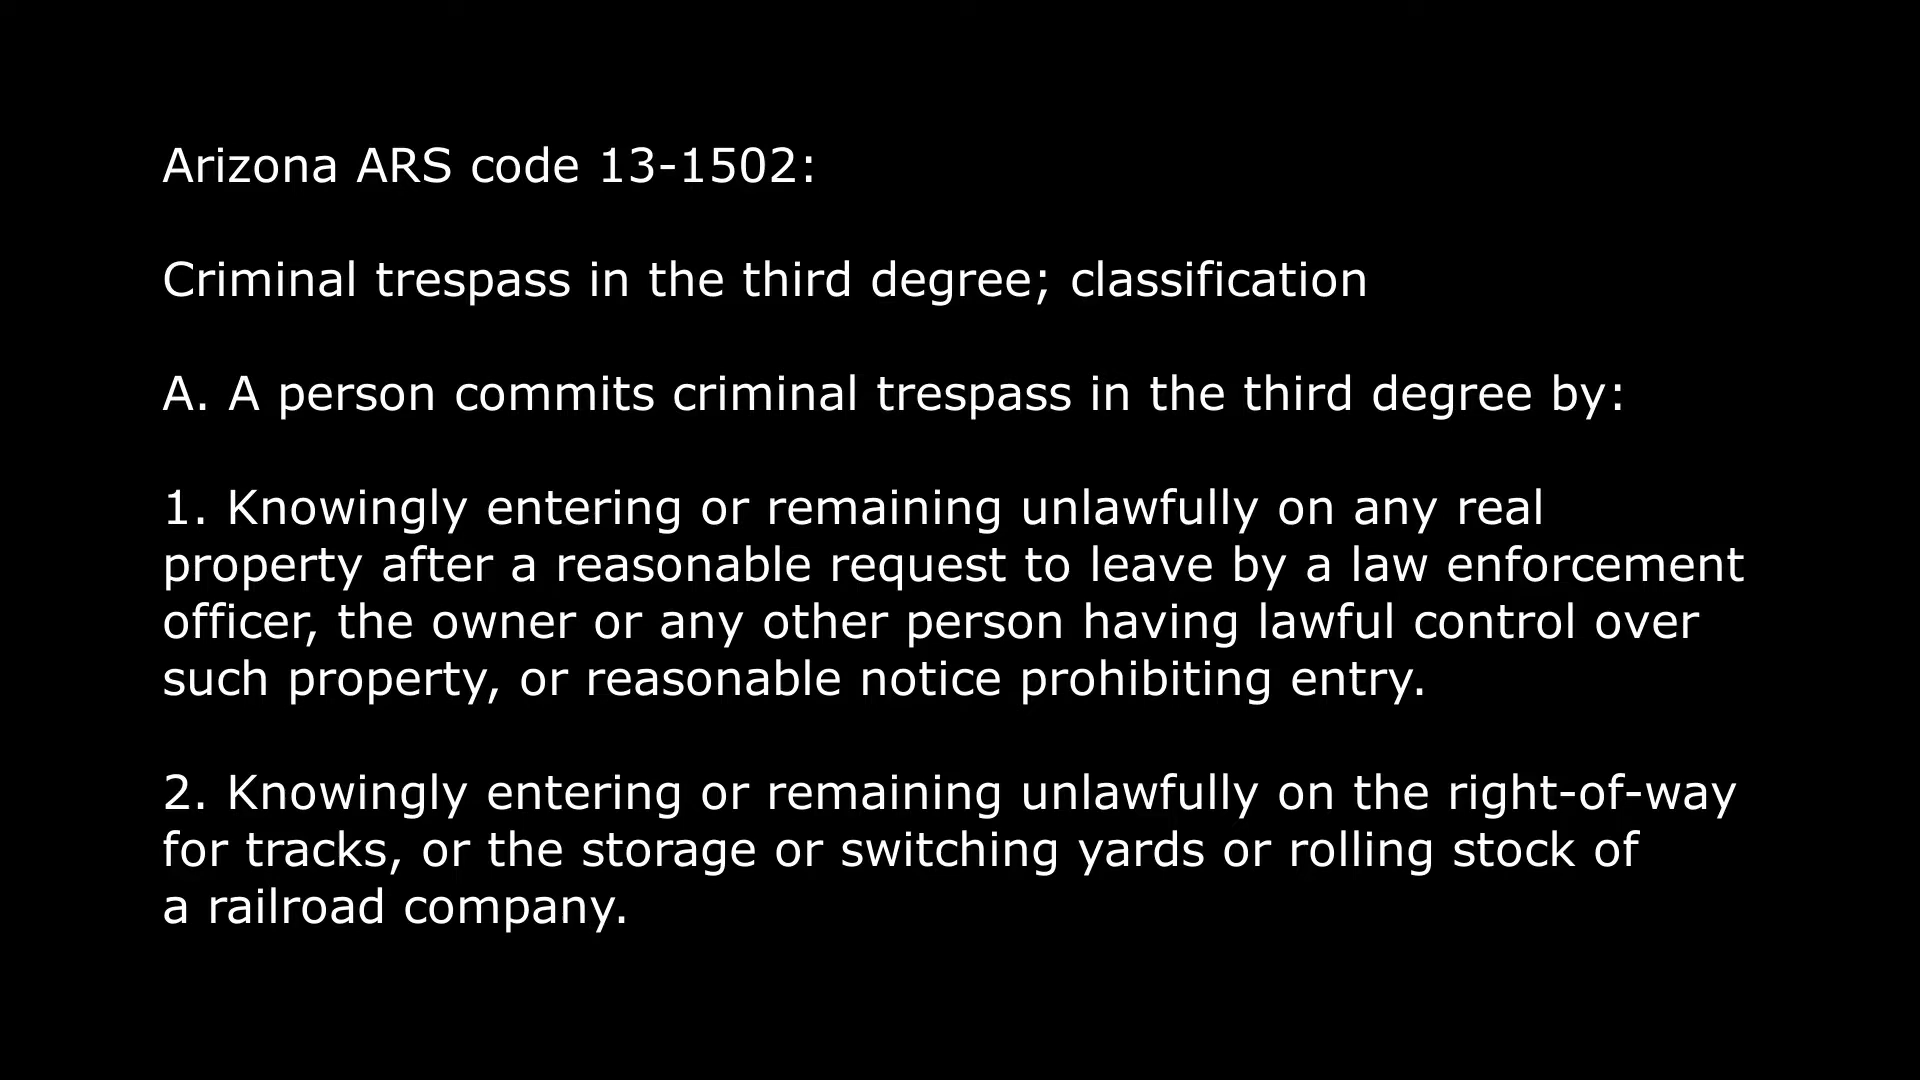 Arizona ARS code 13-1502:
Criminal trespass in the third degree; classification
A. A person commits criminal trespass in the third degree by:
1. Knowingly entering or remaining unlawfully on any real
property after a reasonable request to leave by a law enforcement
officer, the owner or any other person having lawful control over
such property, or reasonable notice prohibiting entry.
2. Knowingly entering or remaining unlawfully on the right-of-way
for tracks, or the storage or switching yards or rolling stock of
a railroad company.